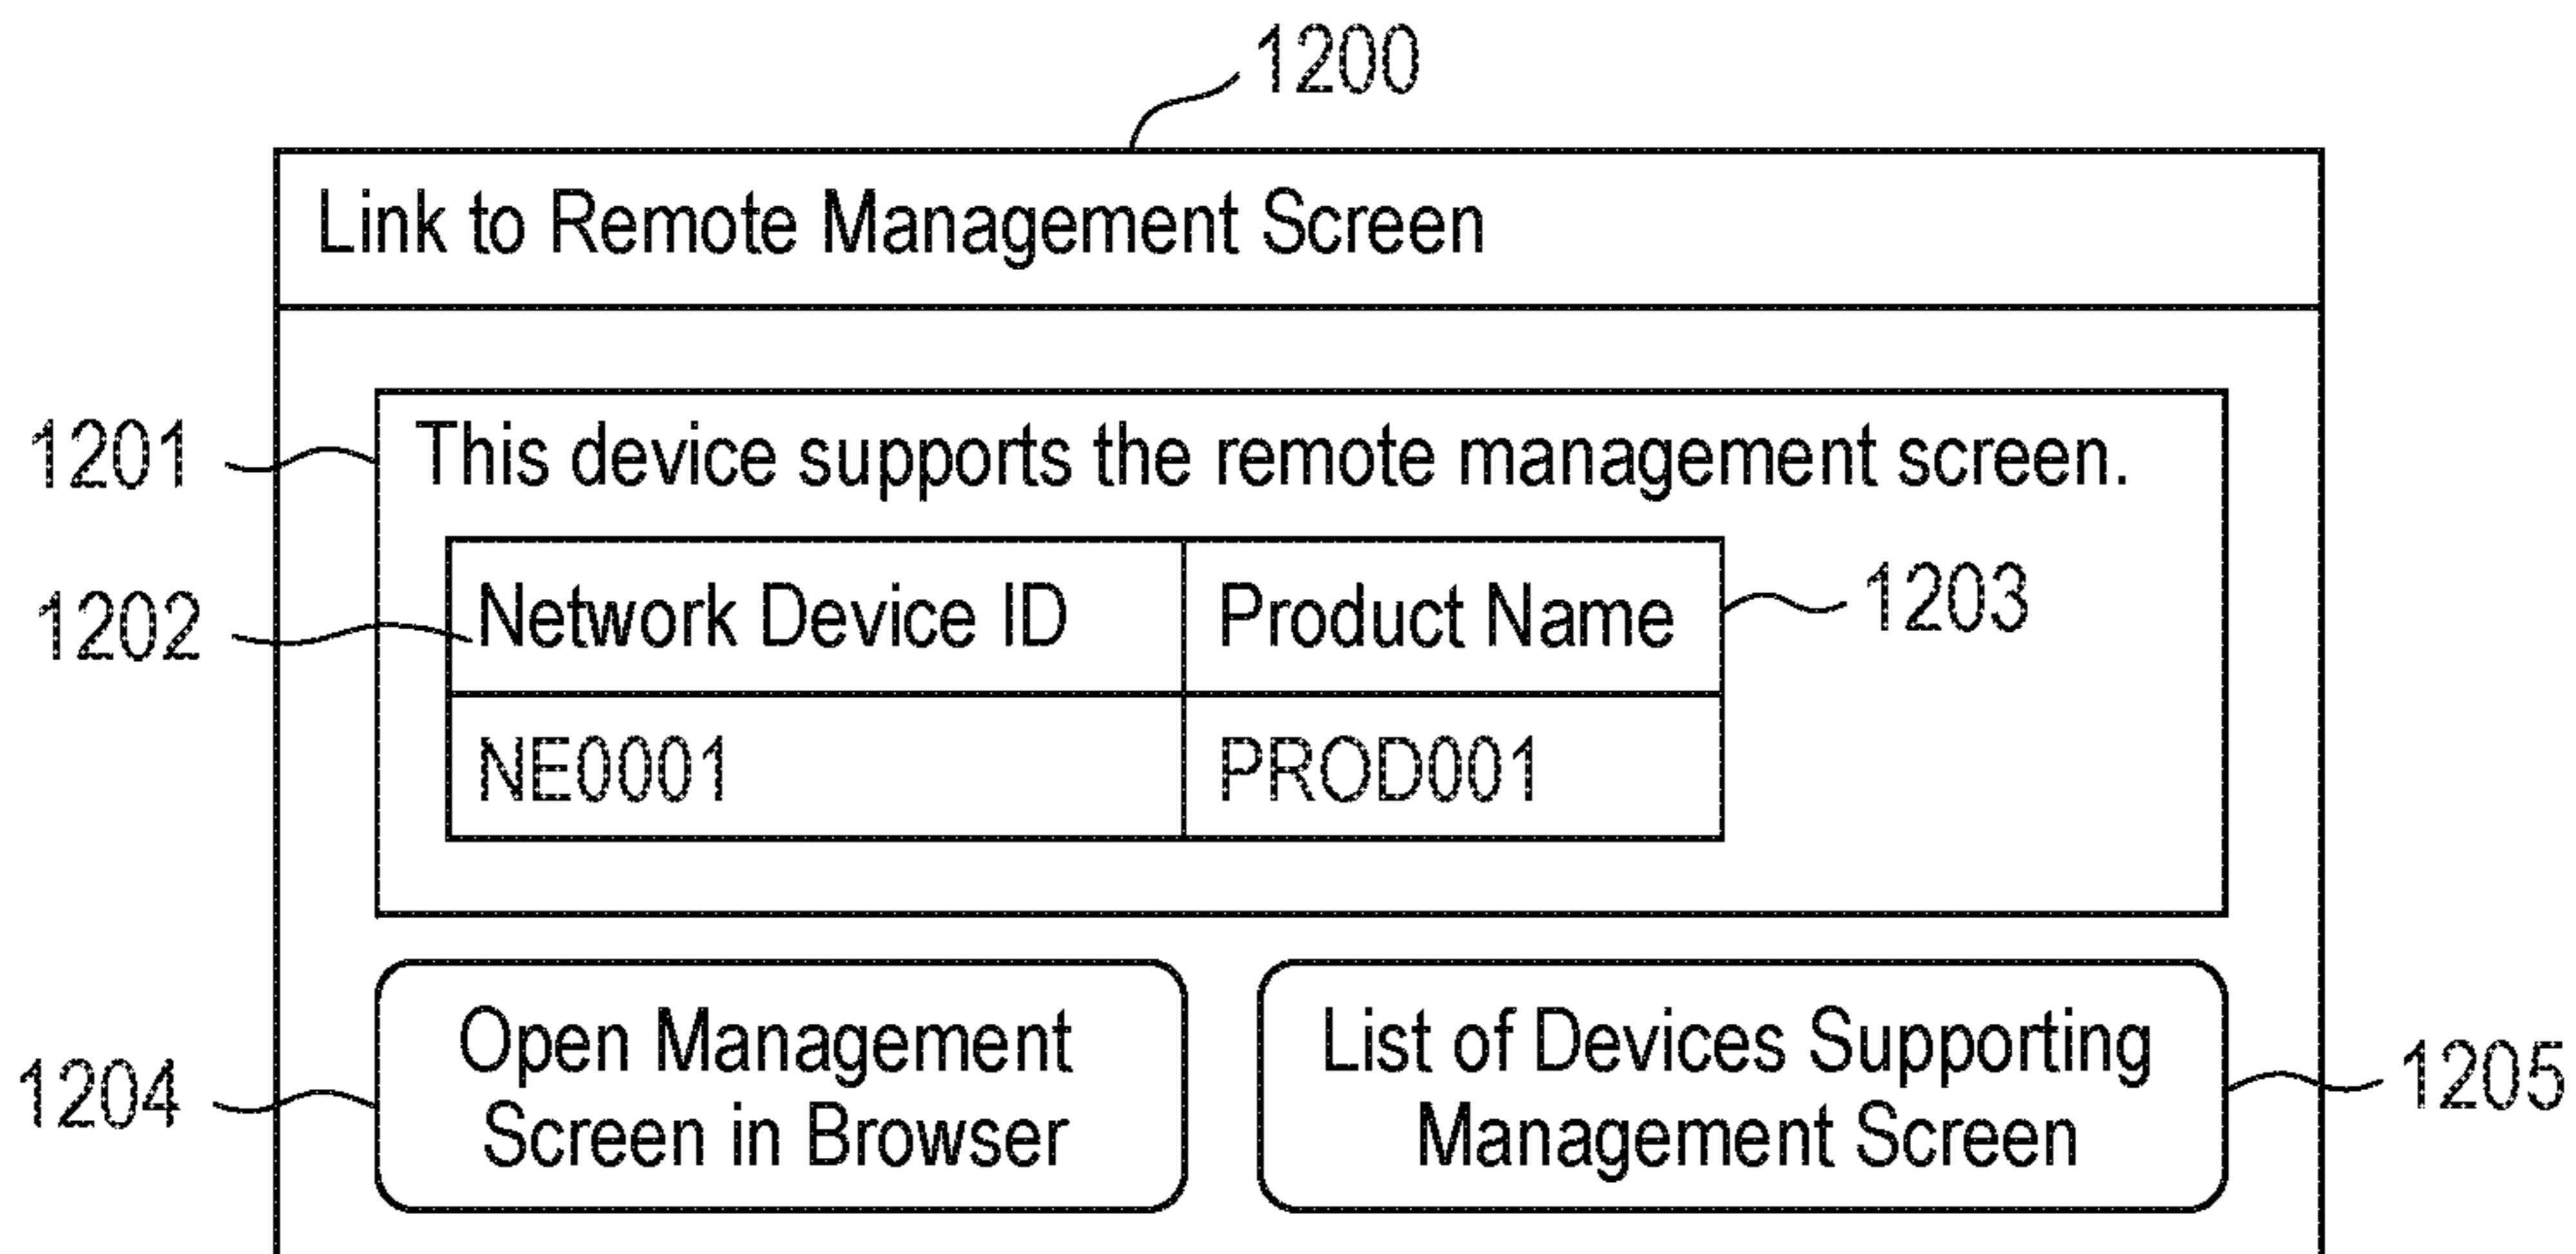 1200
Link to Remote Management Screen
1201
This device supports the remote management screen.
1202
Network Device ID Product Name
1203
NE0001 PROD001
1204
Open Management
Screen in Browser
List of Devices Supporting
Management Screen
1205